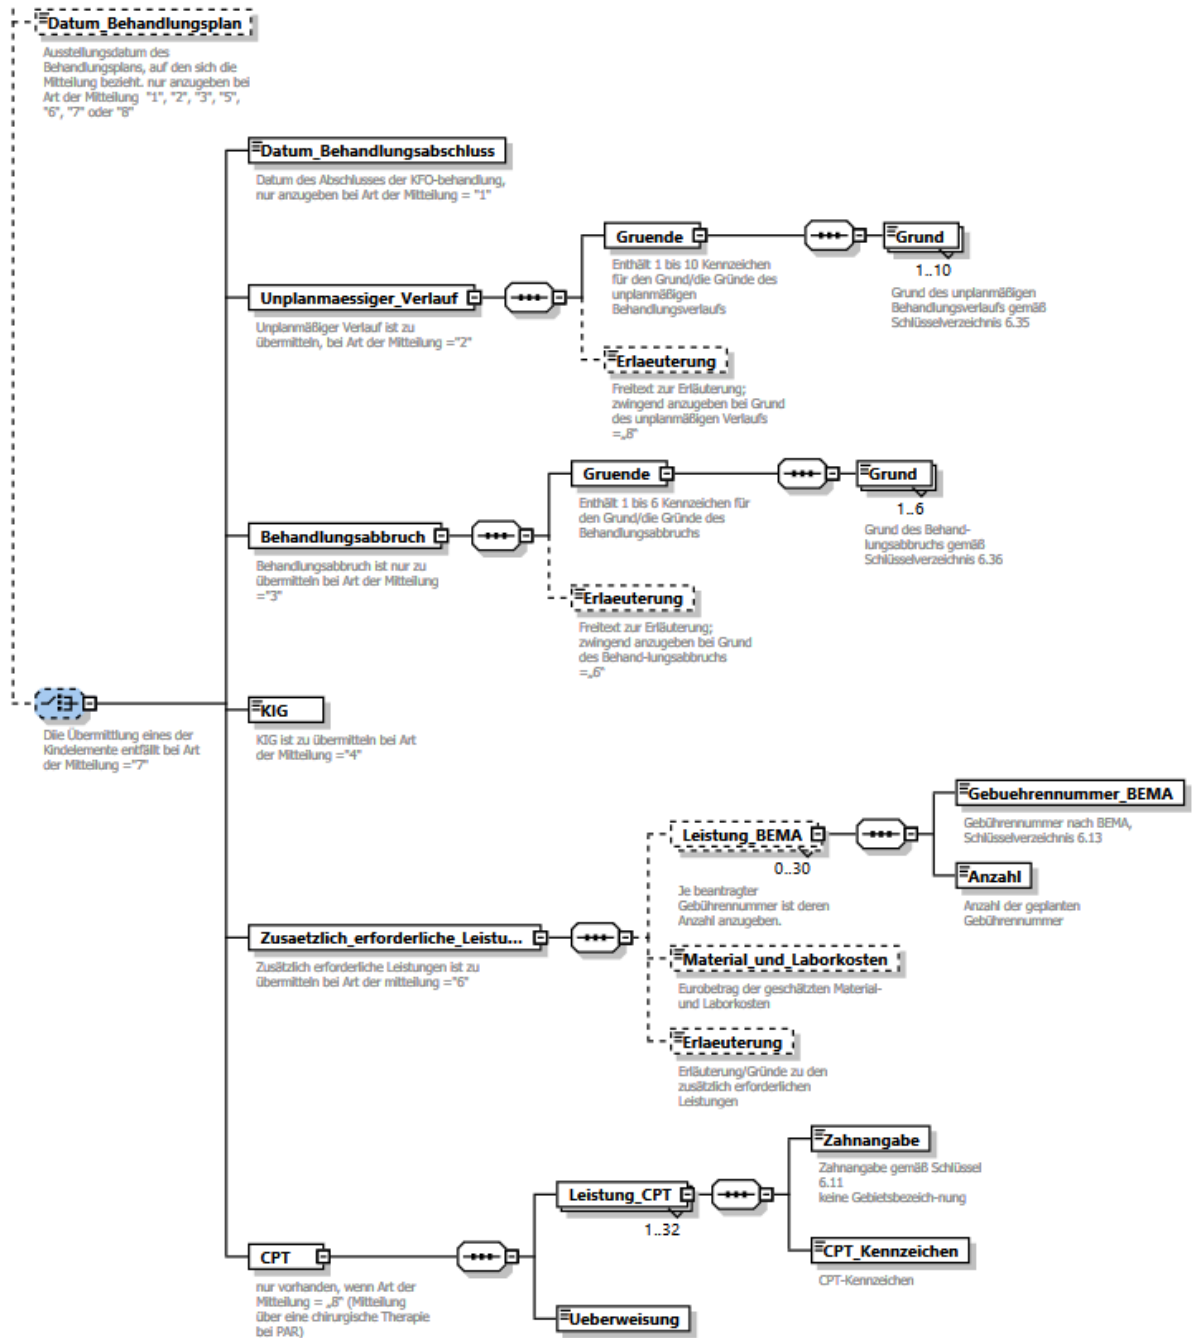 Datum_Behandlungsplan
Ausstellungsdatum des
Behandlungsplans, auf den sich die
Mitteilung bezieht. nur anzugeben bei
Art der Mitteilung "1", "2", "3", "5",
"6", "7" oder "8"
Datum_Behandlungsabschluss
Datum des Abschlusses der KFO-behandlung,
nur anzugeben bei Art der Mitteilung = "1"
Gruende
Grund
1..10
Enthält 1 bis 10 Kennzeichen
für den Grund/die Gründe des
unplanmäßigen
Behandlungsverlaufs
Grund des unplanmäßigen
Behandlungsverlaufs gemäß
Schlüsselverzeichnis 6.35
Unplanmaessiger_Verlauf
Unplanmäßiger Verlauf ist zu
übermitteln, bei Art der Mitteilung ="2"
Erlaeuterung
Freitext zur Erläuterung;
zwingend anzugeben bei Grund
des unplanmäßigen Verlaufs
=„8“
Gruende
Grund
1..6
Enthält 1 bis 6 Kennzeichen für
den Grund/die Gründe des
Behandlungsabbruchs
Grund des Behand-
lungsabbruchs gemäß
Schlüsselverzeichnis 6.36
Behandlungsabbruch
Behandlungsabbruch ist nur zu
übermitteln bei Art der Mitteilung
="3"
Erlaeuterung
Freitext zur Erläuterung;
zwingend anzugeben bei Grund
des Behand-lungsabbruchs
=„6“
KIG
KIG ist zu übermitteln bei Art
der Mitteilung ="4"
Diie Übermittlung eines der
Kindelemente entfällt bei Art
der Mitteilung ="7"
Gebuehrennummer_BEMA
Gebührennummer nach BEMA,
Schlüsselverzeichnis 6.13
Leistung_BEMA
0..30
Je beantragter
Gebührennummer ist deren
Anzahl anzugeben.
Anzahl
Anzahl der geplanten
Gebührennummer
Zusaetzlich_erforderliche_Leistu...
Zusätzlich erforderliche Leistungen ist zu
übermitteln bei Art der mitteilung ="6"
Material_und_Laborkosten
Eurobetrag der geschätzten Material-
und Laborkosten
Erlaeuterung
Erläuterung/Gründe zu den
zusätzlich erforderlichen
Leistungen
Zahnangabe
Zahnangabe gemäß Schlüssel
6.11
keine Gebietsbezeich-nung
Leistung_CPT
1..32
CPT_Kennzeichen
CPT-Kennzeichen
CPT
nur vorhanden, wenn Art der
Mitteilung = „8“ (Mitteilung
über eine chirurgische Therapie
bei PAR)
Ueberweisung